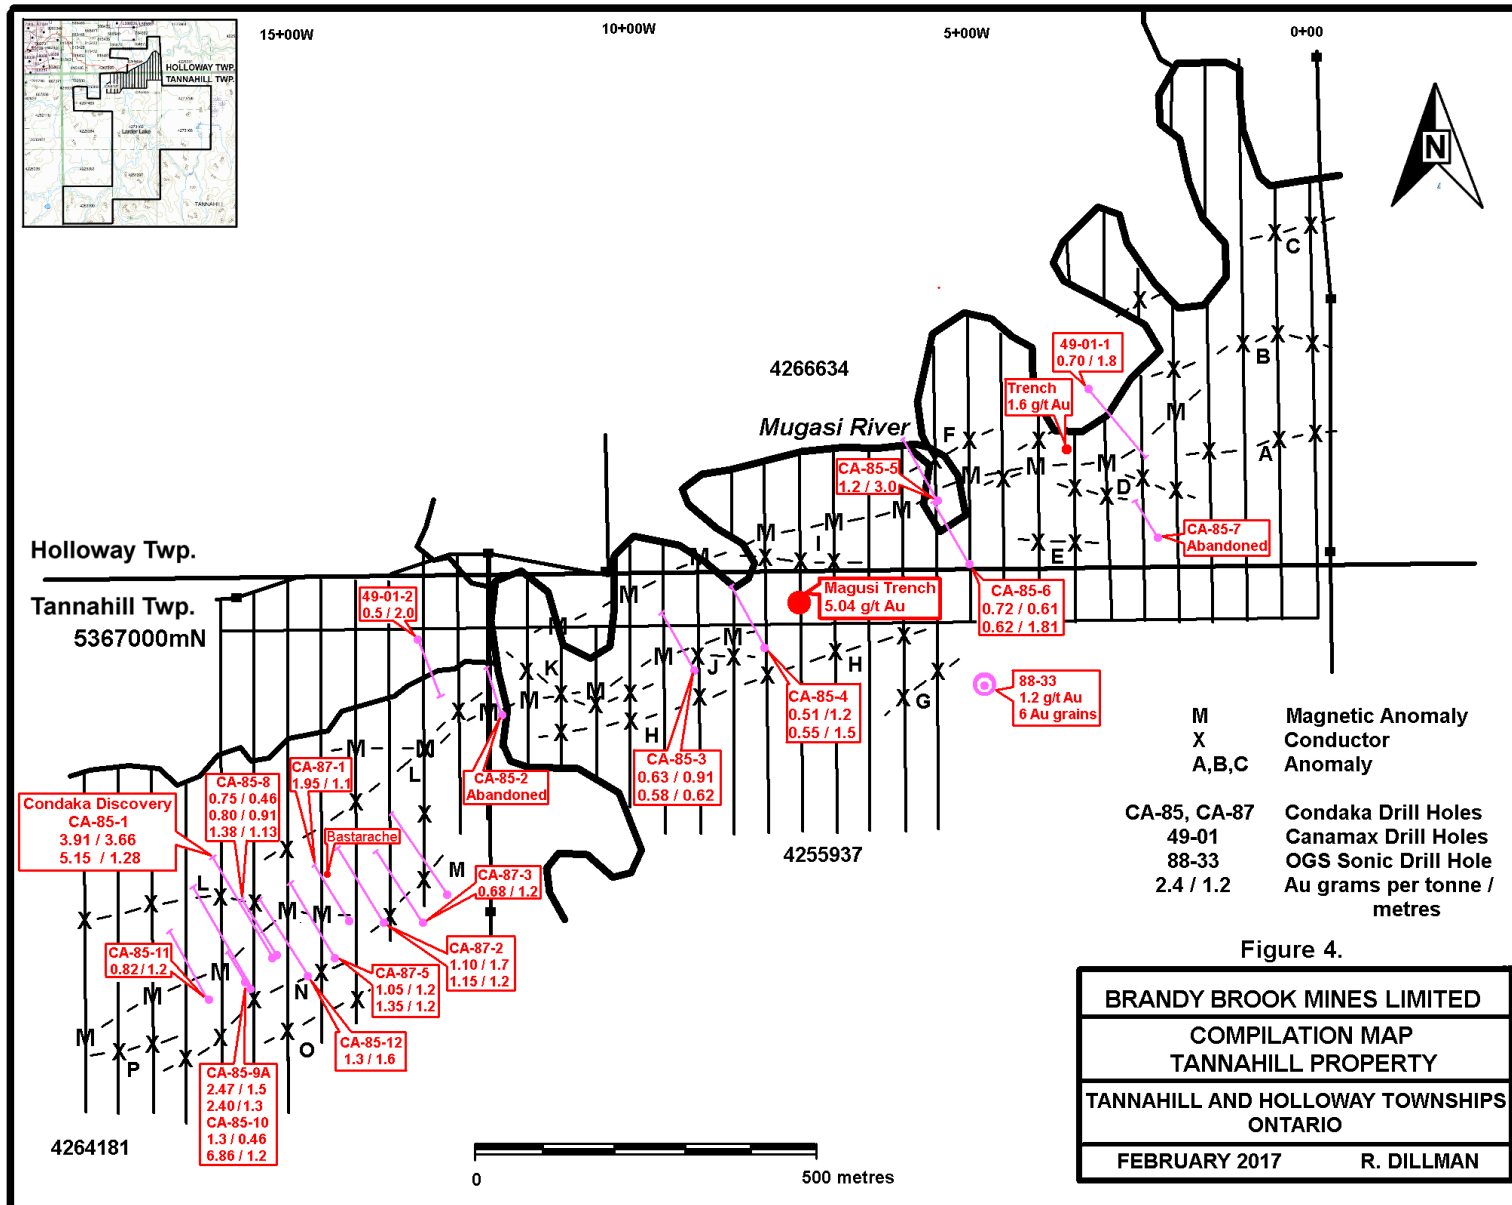 15+00W
10+00W
5+00W
0+00
HOLLOWAY TWP.
TANNAHILL TWP.
Larder Lake
TANNAHILL
N
C
B
A
4266634
49-01-1
0.70 / 1.8
Trench
1.6 g/t Au
Mugasi River
F
M
CA-85-5
1.2 / 3.0
D
CA-85-7
Abandoned
E
I
Holloway Twp.
Tannahill Twp.
5367000mN
49-01-2
0.5 / 2.0
Magusi Trench
5.04 g/t Au
CA-85-6
0.72 / 0.61
0.62 / 1.81
K
J
H
G
H
88-33
1.2 g/t Au
6 Au grains
CA-85-4
0.51 /1.2
0.55 / 1.5
CA-85-3
0.63 / 0.91
0.58 / 0.62
CA-85-2
Abandoned
L
CA-87-1
1.95 / 1.1
CA-85-8
0.75 / 0.46
0.80 / 0.91
1.38 / 1.13
Condaka Discovery
CA-85-1
3.91 / 3.66
5.15 / 1.28
Bastarache
M
CA-87-3
0.68 / 1.2
L
4255937
CA-85-11
0.82/ 1.2
CA-87-2
1.10 / 1.7
1.15 / 1.2
CA-87-5
1.05 / 1.2
1.35 / 1.2
N
CA-85-12
1.3 / 1.6
O
P
CA-85-9A
2.47 / 1.5
2.40 / 1.3
CA-85-10
1.3 / 0.46
6.86 / 1.2
4264181
0
500 metres
M Magnetic Anomaly
X Conductor
A,B,C Anomaly
CA-85, CA-87 Condaka Drill Holes
49-01 Canamax Drill Holes
88-33 OGS Sonic Drill Hole
2.4 / 1.2 Au grams per tonne /
metres
Figure 4.
BRANDY BROOK MINES LIMITED
COMPILATION MAP
TANNAHILL PROPERTY
TANNAHILL AND HOLLOWAY TOWNSHIPS
ONTARIO
FEBRUARY 2017 R. DILLMAN